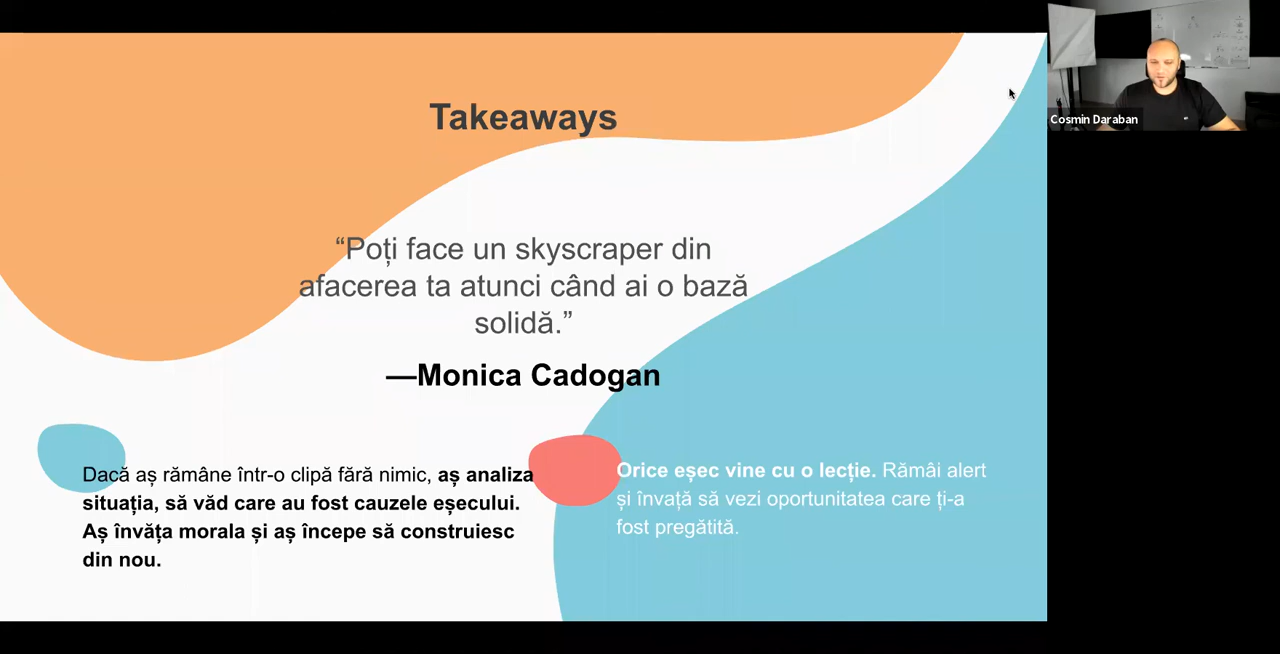 Takeaways
“Poți face un skyscraper din
afacerea ta atunci când ai o bază
solidă.”
—Monica Cadogan
Dacă aș rămâne într-o clipă fără nimic, aș analiza
situația, să văd care au fost cauzele eșecului.
Aș învăța morala și aș începe să construiesc
din nou.
Orice eșec vine cu o lecție. Rămâi alert
și învață să vezi oportunitatea care ți-a
fost pregătită.
Cosmin Daraban